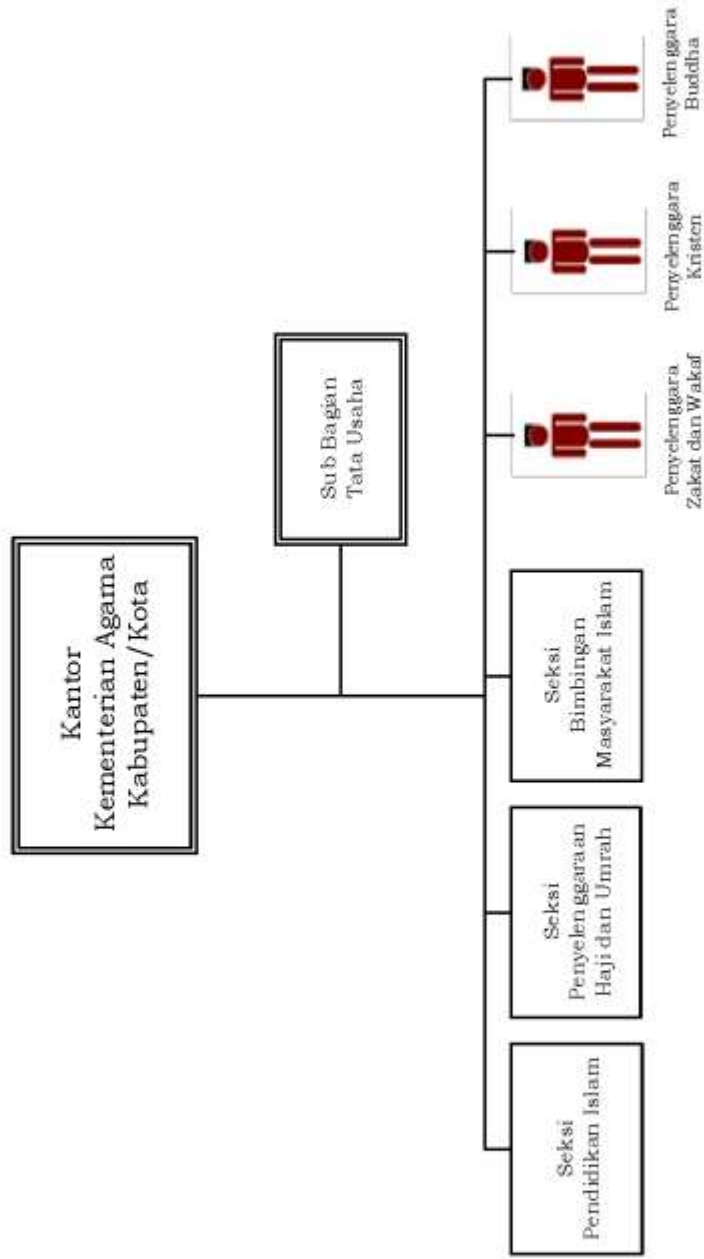 Kantor
Kementerian Agama
Kabupaten/Kota
Sub Bagian
Tata Usaha
Seksi
Pendidikan Islam
Seksi
Penyelenggaraan
Haji dan Umrah
Seksi
Bimbingan
Masyarakat Islam
Penyelenggara
Zakat dan Wakaf
Penyelenggara
Kristen
Penyelenggara
Buddha